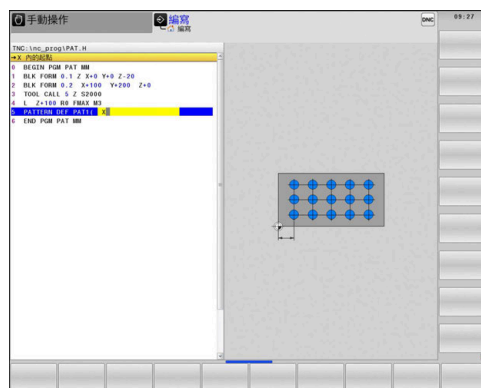 手動操作
編寫
編寫
DNC
09:27
TNC:\nc_prog\PAT.H
→X 內的起點
0 BEGIN PGM PAT MM
1 BLK FORM 0.1 Z X+0 Y+0 Z-20
2 BLK FORM 0.2 X+100 Y+200 Z+0
3 TOOL CALL 5 Z S2000
4 L Z+100 R0 FMAX M3
5 PATTERN DEF PAT1( X
6 END PGM PAT MM